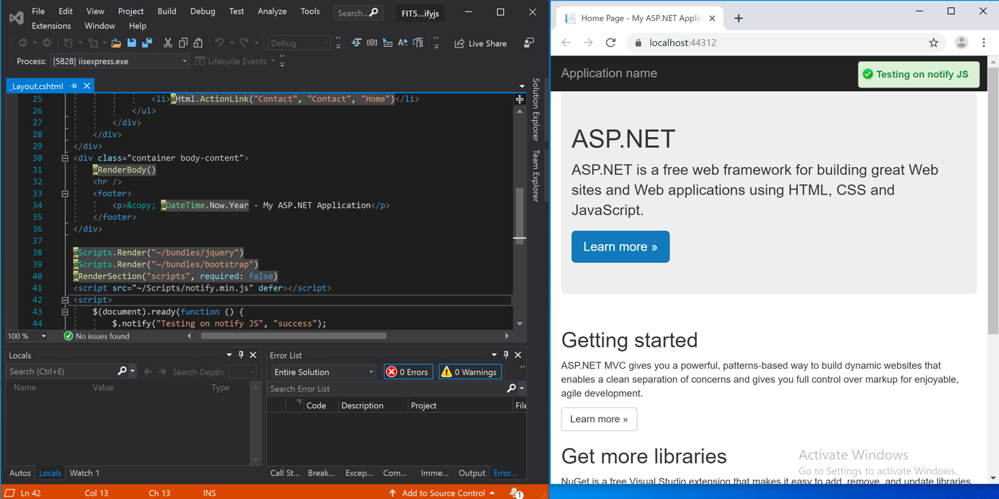 File Edit View Project Build Debug Test Analyze Tools Search... FIT5...ifyjs
Extensions Window Help
Debug Live Share
Process: [5828] iisexpress.exe Lifecycle Events
_Layout.cshtml
25 <li>@Html.ActionLink("Contact", "Contact", "Home")</li>
26 </ul>
27 </div>
28 </div>
29 </div>
30 <div class="container body-content">
31 @RenderBody()
32 <hr />
33 <footer>
34 <p>&copy; @DateTime.Now.Year - My ASP.NET Application</p>
35 </footer>
36 </div>
37
38 @Scripts.Render("~/bundles/jquery")
39 @Scripts.Render("~/bundles/bootstrap")
40 @RenderSection("scripts", required: false)
41 <script src="~/Scripts/notify.min.js" defer></script>
42 <script>
43 $(document).ready(function () {
44 $.notify("Testing on notify JS", "success");
100 % No issues found
Solution Explorer
Team Explorer
Locals
Search (Ctrl+E) Search Depth:
Name Value Type
Autos Locals Watch 1
Error List
Entire Solution 0 Errors 0 Warnings
Search Error List
Code Description Project File
Call St... Break... Excep... Com... Imme... Output Error...
Ln 42 Col 13 Ch 13 INS Add to Source Control 1
Home Page - My ASP.NET Applic
localhost:44312
Application name
Testing on notify JS
ASP.NET
ASP.NET is a free web framework for building great Web
sites and Web applications using HTML, CSS and
JavaScript.
Learn more »
Getting started
ASP.NET MVC gives you a powerful, patterns-based way to build dynamic websites that
enables a clean separation of concerns and gives you full control over markup for enjoyable,
agile development.
Learn more »
Get more libraries
NuGet is a free Visual Studio extension that makes it easy to add, remove, and update libraries
Activate Windows
Go to Settings to activate Windows.